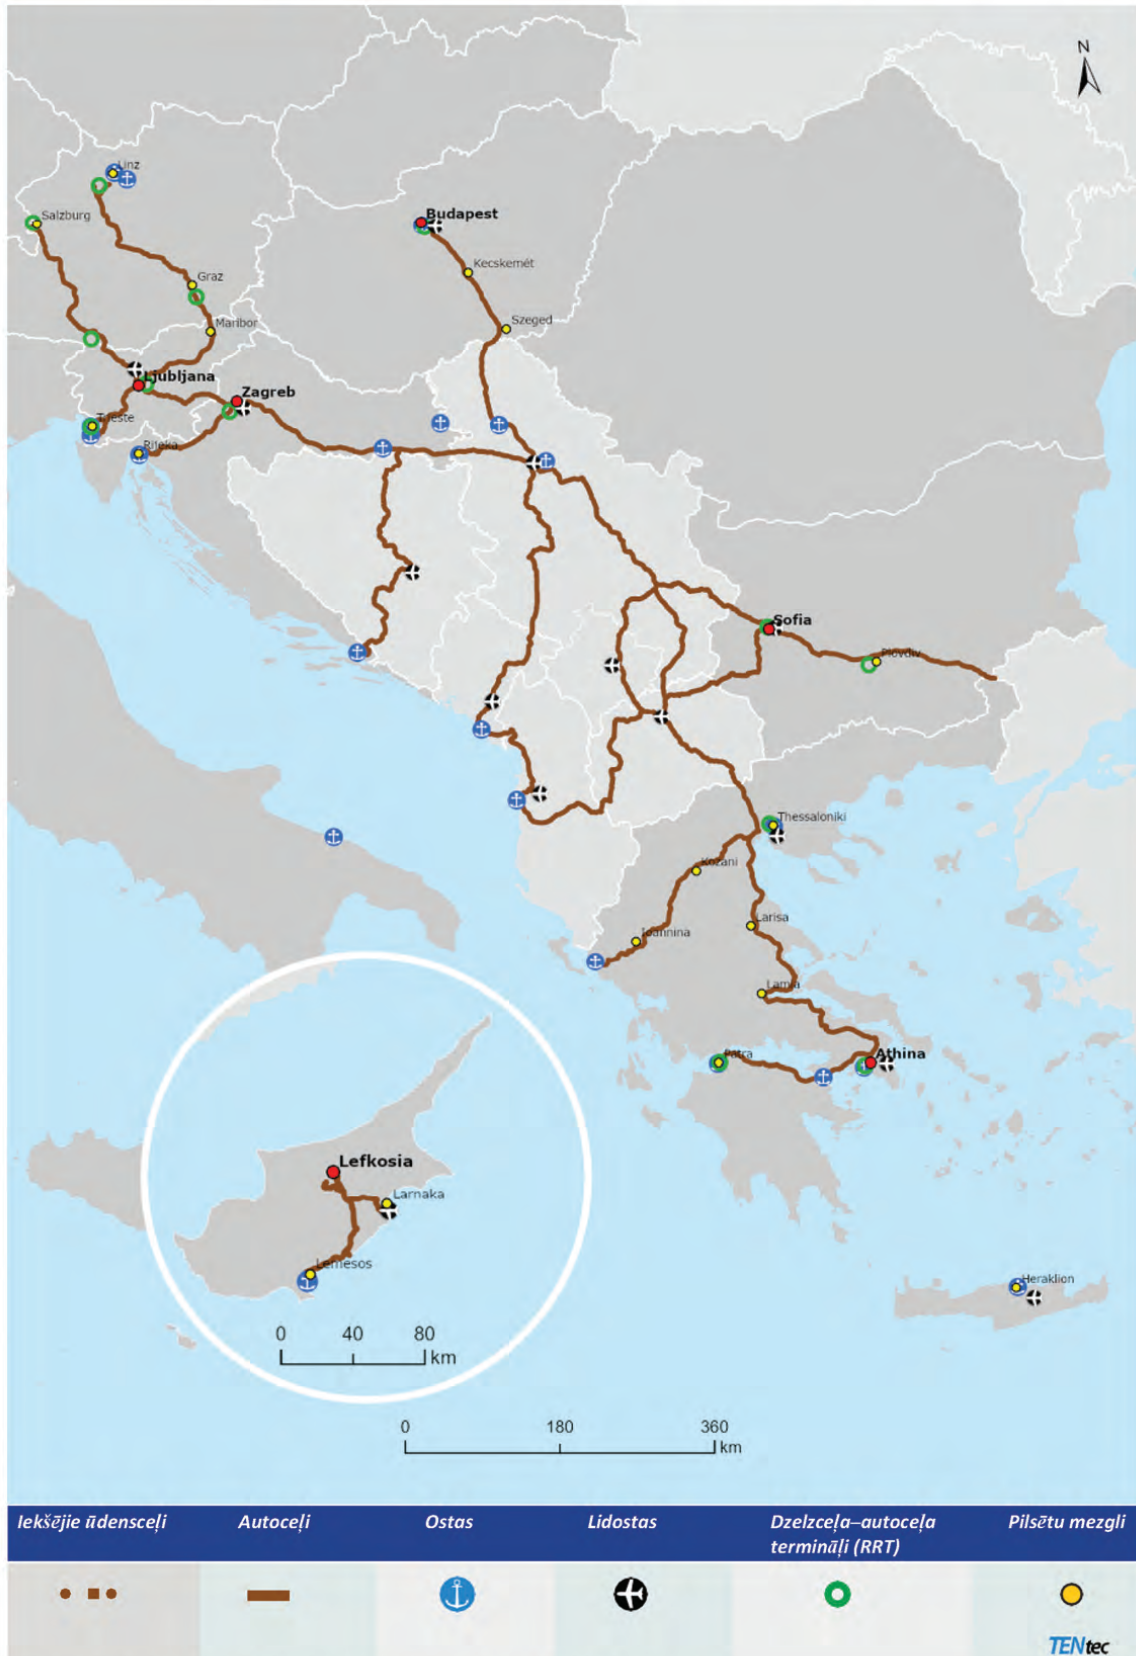 N
Linz
Salzburg
Budapest
Kecskemét
Graz
Szeged
Maribor
Ljubljana
Zagreb
Trieste
Rijeka
Sofia
Plovdiv
Thessaloniki
Kozani
Larisa
Ioannina
Lamia
Patra
Athina
Lefkosia
Larnaka
Lemesos
Heraklion
0 40 80
km
0 180 360
km
Iekšējie ūdensceļi Autoceļi Ostas Lidostas Dzelzceļa–autoceļa Pilsētu mezgli
termināļi (RRT)
TENtec